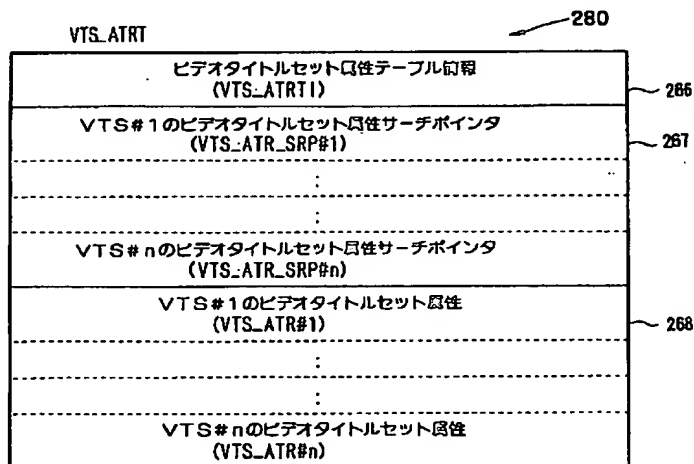 VTS_ATRT
280
ビデオタイトルセット属性テーブル情報
(VTS_ATRTI)
266
VTS#1のビデオタイトルセット属性サーチポインタ
(VTS_ATR_SRP#1)
267
:
:
VTS#nのビデオタイトルセット属性サーチポインタ
(VTS_ATR_SRP#n)
VTS#1のビデオタイトルセット属性
(VTS_ATR#1)
268
:
:
VTS#nのビデオタイトルセット属性
(VTS_ATR#n)